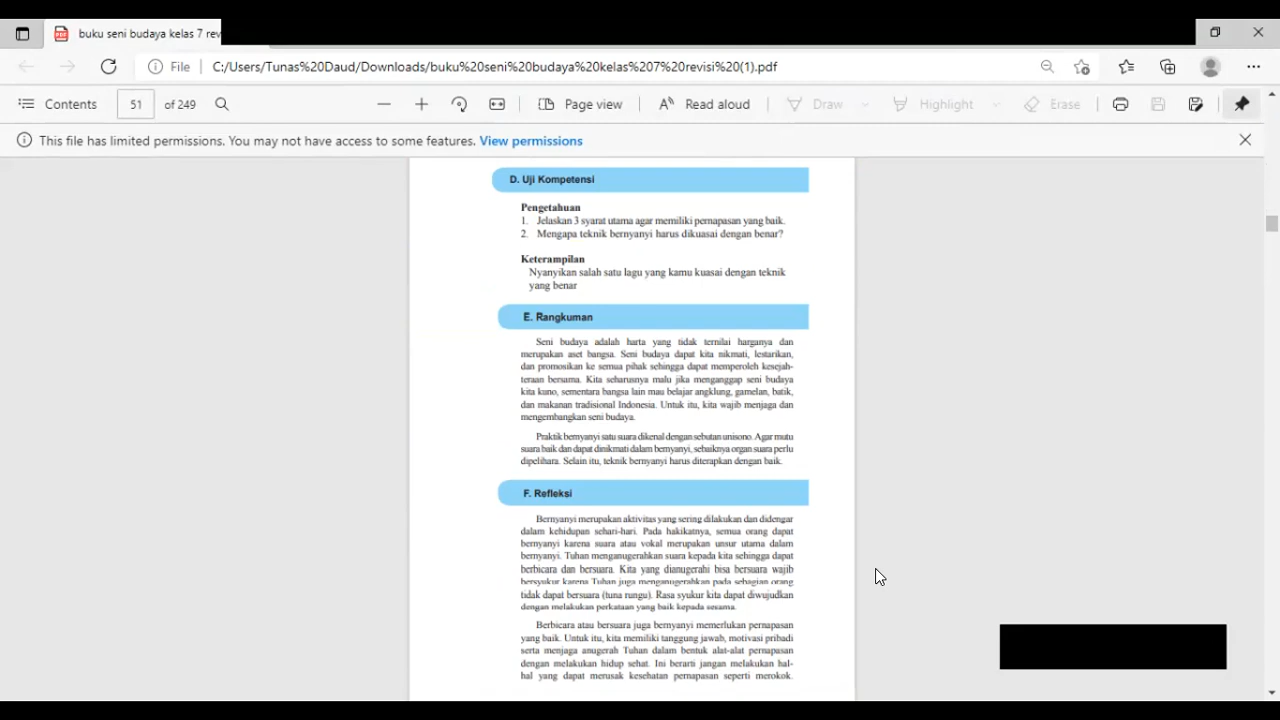 buku seni budaya kelas 7 rev
File C:/Users/Tunas%20Daud/Downloads/buku%20seni%20budaya%20kelas%207%20revisi%20(1).pdf
Contents 51 of 249 Page view Read aloud Draw Highlight Erase
This file has limited permissions. You may not have access to some features. View permissions
D. Uji Kompetensi
Pengetahuan
1. Jelaskan 3 syarat utama agar memiliki pernapasan yang baik.
2. Mengapa teknik bernyanyi harus dikuasai dengan benar?
Keterampilan
Nyanyikan salah satu lagu yang kamu kuasai dengan teknik
yang benar
E. Rangkuman
Seni budaya adalah harta yang tidak ternilai harganya dan
merupakan aset bangsa. Seni budaya dapat kita nikmati, lestarikan,
dan promosikan ke semua pihak sehingga dapat memperoleh kesejah-
teraan bersama. Kita seharusnya malu jika menganggap seni budaya
kita kuno, sementara bangsa lain mau belajar angklung, gamelan, batik,
dan makanan tradisional Indonesia. Untuk itu, kita wajib menjaga dan
mengembangkan seni budaya.
Praktik bernyanyi satu suara dikenal dengan sebutan unisono. Agar mutu
suara baik dan dapat dinikmati dalam bernyanyi, sebaiknya organ suara perlu
dipelihara. Selain itu, teknik bernyanyi harus diterapkan dengan baik.
F. Refleksi
Bernyanyi merupakan aktivitas yang sering dilakukan dan didengar
dalam kehidupan sehari-hari. Pada hakikatnya, semua orang dapat
bernyanyi karena suara atau vokal merupakan unsur utama dalam
bernyanyi. Tuhan menganugerahkan suara kepada kita sehingga dapat
berbicara dan bersuara. Kita yang dianugerahi bisa bersuara wajib
bersyukur karena Tuhan juga menganugerahkan pada sebagian orang
tidak dapat bersuara (tuna rungu). Rasa syukur kita dapat diwujudkan
dengan melakukan perkataan yang baik kepada sesama.
Berbicara atau bersuara juga bernyanyi memerlukan pernapasan
yang baik. Untuk itu, kita memiliki tanggung jawab, motivasi pribadi
serta menjaga anugerah Tuhan dalam bentuk alat-alat pernapasan
dengan melakukan hidup sehat. Ini berarti jangan melakukan hal-
hal yang dapat merusak kesehatan pernapasan seperti merokok.